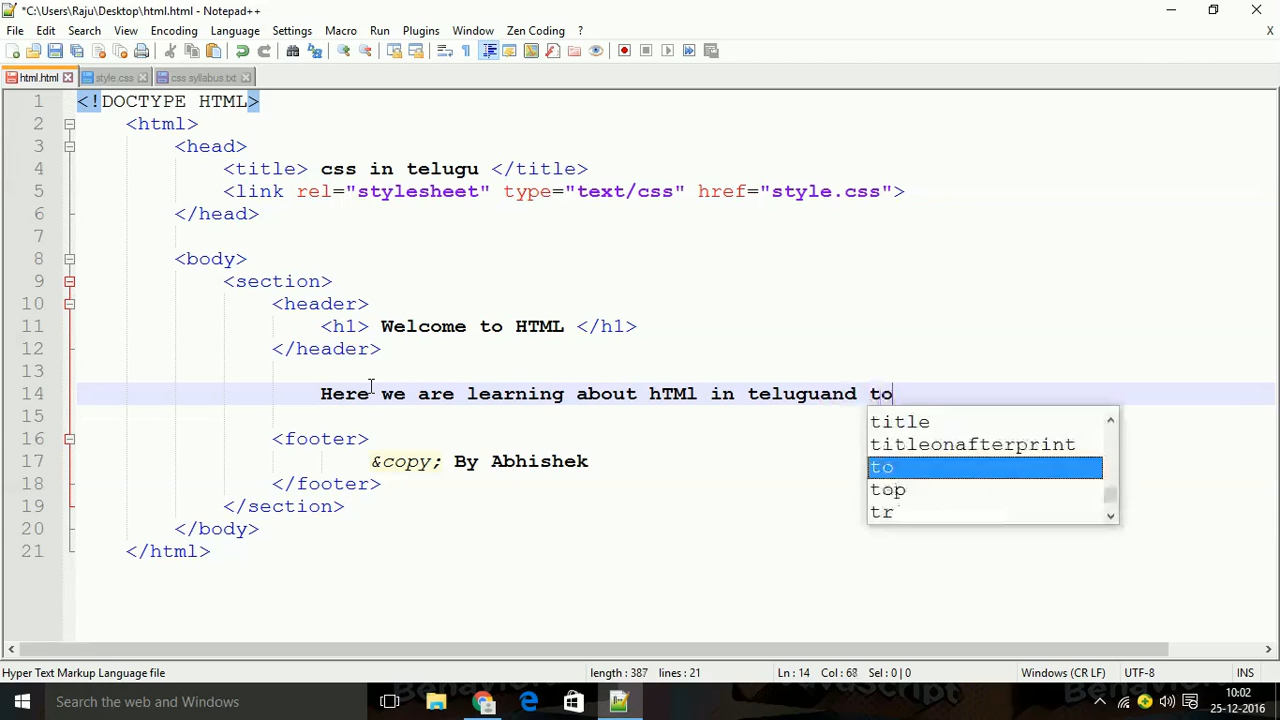 *C:\Users\Raju\Desktop\html.html - Notepad++
File Edit Search View Encoding Language Settings Macro Run Plugins Window Zen Coding ? X
html.html style.css css syllabus.txt
1 <!DOCTYPE HTML>
2 <html>
3 <head>
4 <title> css in telugu </title>
5 <link rel="stylesheet" type="text/css" href="style.css">
6 </head>
7
8 <body>
9 <section>
10 <header>
11 <h1> Welcome to HTML </h1>
12 </header>
13
14 Here we are learning about hTMl in teluguand to
15
title
titleonafterprint
to
top
tr
16 <footer>
17 &copy; By Abhishek
18 </footer>
19 </section>
20 </body>
21 </html>
Hyper Text Markup Language file length : 387 lines : 21 Ln : 14 Col : 68 Sel : 0 | 0 Windows (CR LF) UTF-8 INS
Search the web and Windows
10:02
25-12-2016